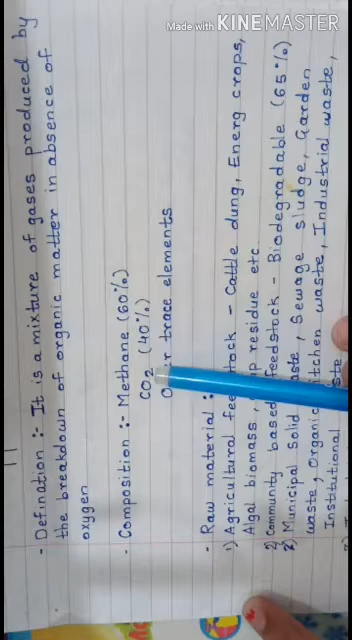 Made with KINEMASTER
- Defination :- It is a mixture of gases produced by
the breakdown of organic matter in absence of
oxygen
- Composition :- Methane (60%)
CO2 (40%)
trace elements
- Raw material :
1) Agricultural - Cattle dung, Energ crops,
Algal biomass, residue etc
2) Community based feedstock - Biodegradable (65%)
3) Municipal Solid , Sewage sludge, Garden
waste, Organic kitchen waste, Industrial waste,
Institutional